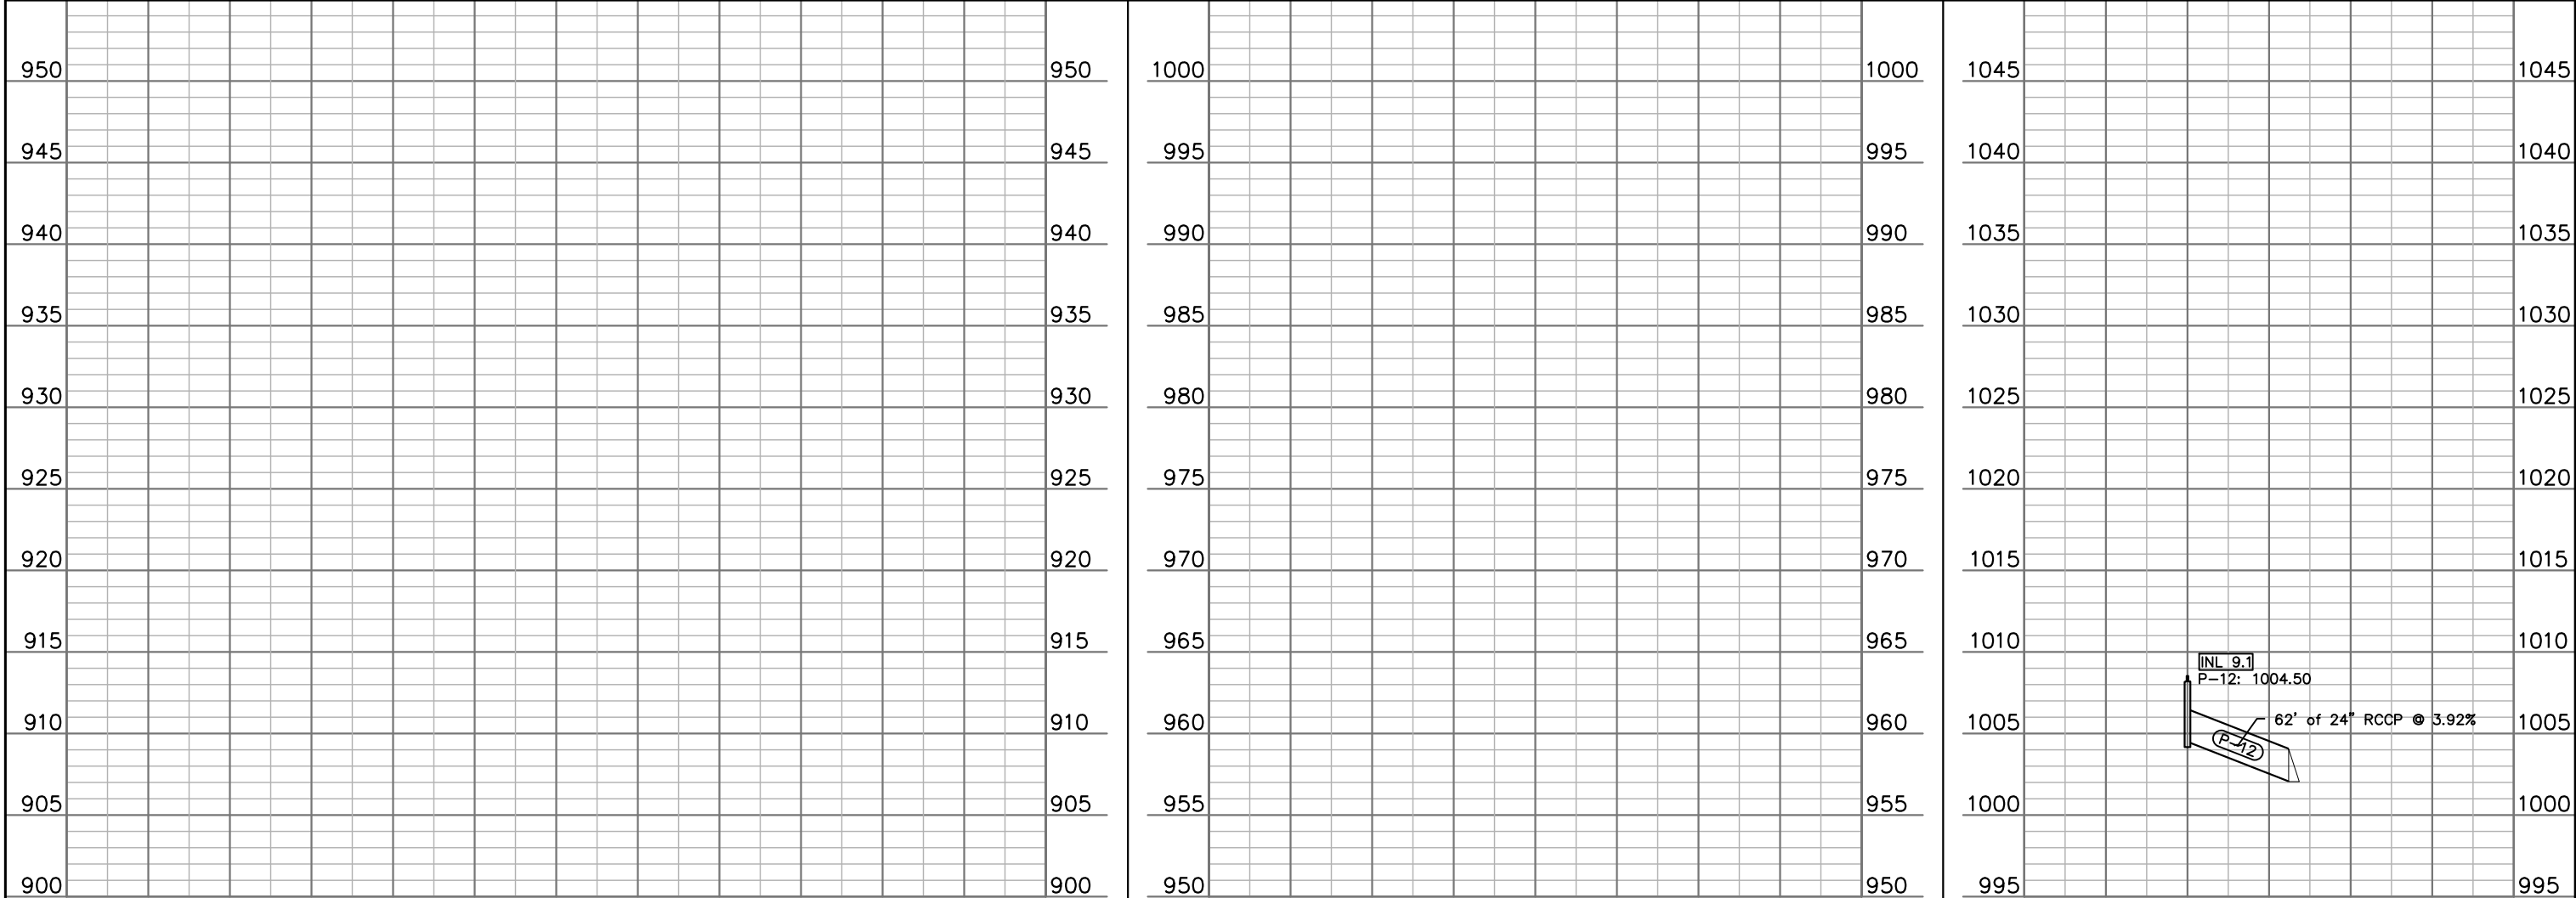 950 950 1000 1000 1045 1045
945 945 995 995 1040 1040
940 940 990 990 1035 1035
935 935 985 985 1030 1030
930 930 980 980 1025 1025
925 925 975 975 1020 1020
920 920 970 970 1015 1015
915 915 965 965 1010 1010
INL 9.1
P-12: 1004.50
910 910 960 960 1005 1005
62' of 24" RCCP @ 3.92%
P-12
905 905 955 955 1000 1000
900 900 950 950 995 995